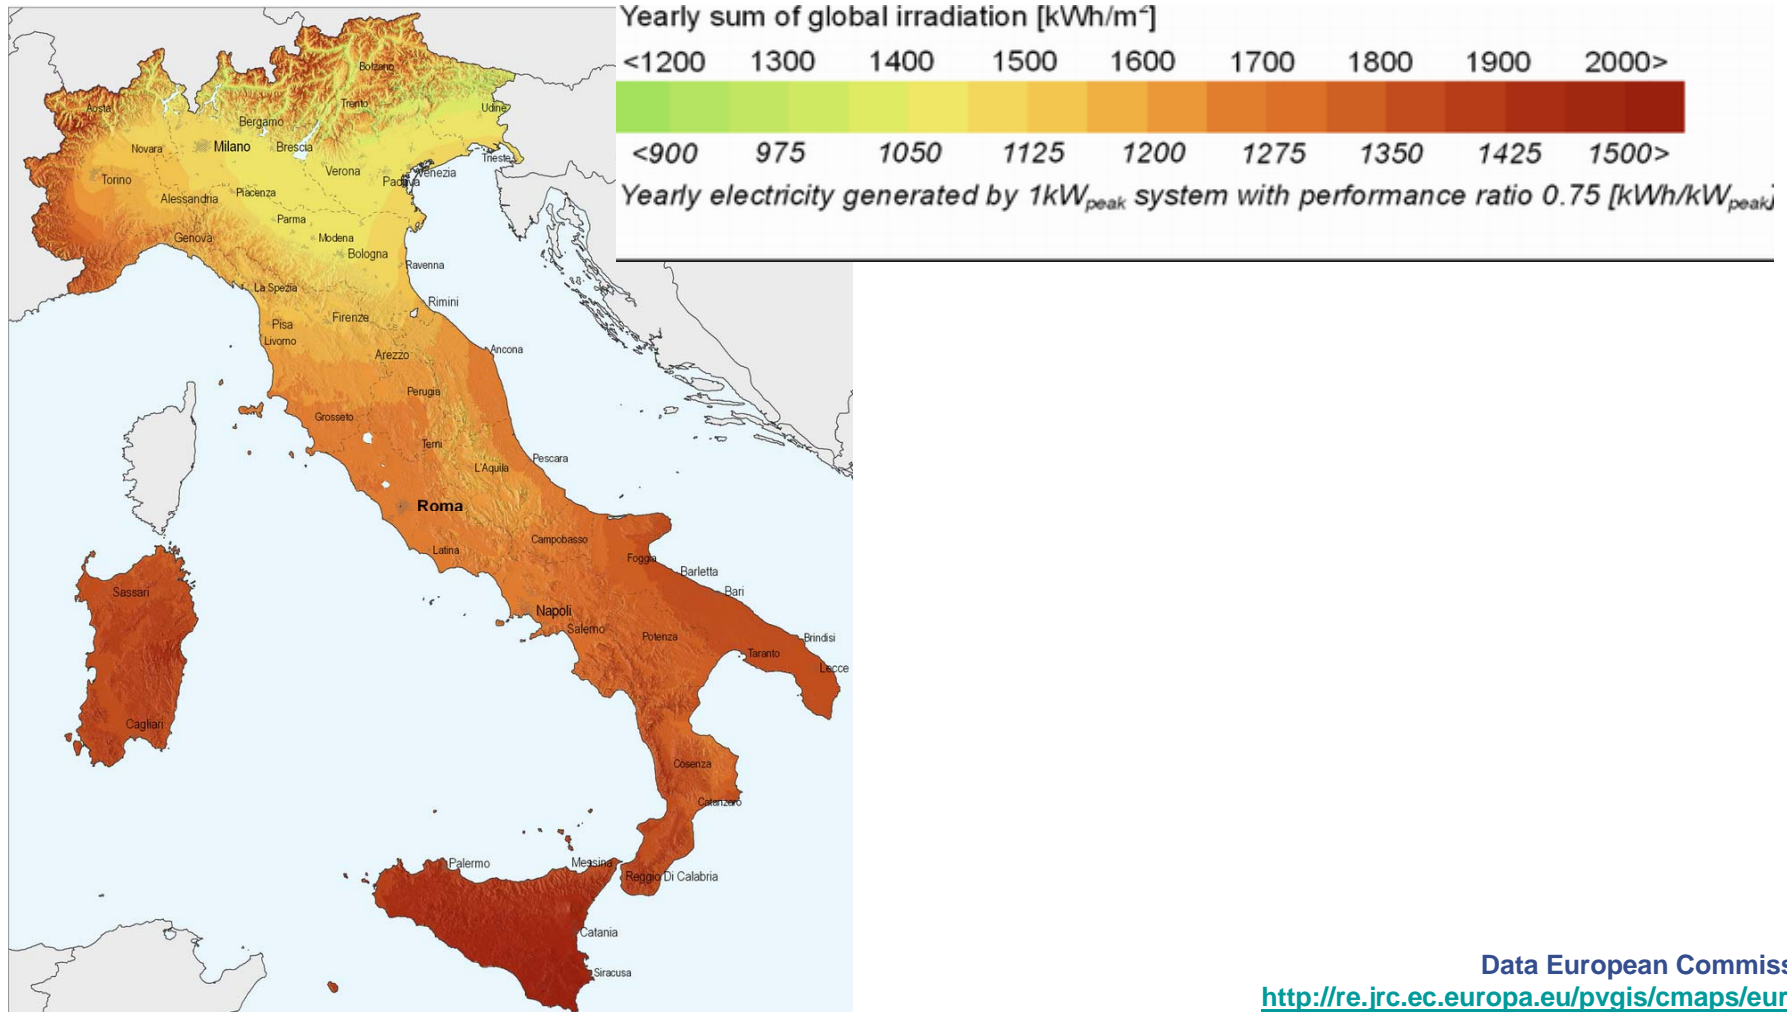 Yearly sum of global irradiation [kWh/m²]
<1200 1300 1400 1500 1600 1700 1800 1900 2000>
<900 975 1050 1125 1200 1275 1350 1425 1500>
Yearly electricity generated by 1kWpeak system with performance ratio 0.75 [kWh/kWpeak]
Bolzano
Aosta
Trento
Udine
Bergamo
Novara
Milano
Brescia
Trieste
Verona
Venezia
Torino
Padova
Piacenza
Alessandria
Parma
Genova
Modena
Bologna
Ravenna
La Spezia
Rimini
Firenze
Pisa
Livorno
Ancona
Arezzo
Perugia
Grosseto
Terni
Pescara
L'Aquila
Roma
Campobasso
Latina
Foggia
Barletta
Bari
Sassari
Napoli
Salerno
Potenza
Brindisi
Taranto
Lecce
Cagliari
Cosenza
Catanzaro
Palermo
Messina
Reggio Di Calabria
Catania
Siracusa
Data European Commiss
http://re.jrc.ec.europa.eu/pvgis/cmaps/eur